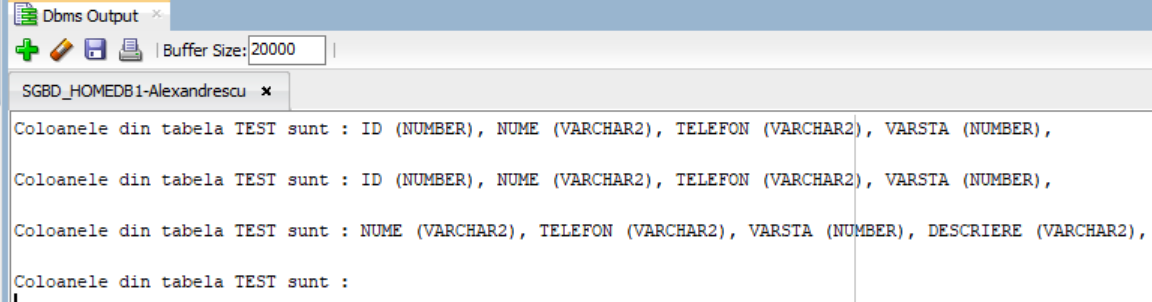 Dbms Output
Buffer Size: 20000
SGBD_HOMEDB1-Alexandrescu
Coloanele din tabela TEST sunt : ID (NUMBER), NUME (VARCHAR2), TELEFON (VARCHAR2), VARSTA (NUMBER),
Coloanele din tabela TEST sunt : ID (NUMBER), NUME (VARCHAR2), TELEFON (VARCHAR2), VARSTA (NUMBER),
Coloanele din tabela TEST sunt : NUME (VARCHAR2), TELEFON (VARCHAR2), VARSTA (NUMBER), DESCRIERE (VARCHAR2),
Coloanele din tabela TEST sunt :